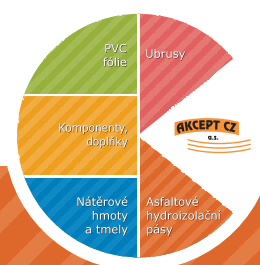 PVC
fólie
Ubrusy
Komponenty,
doplňky
AKCEPT CZ
a.s.
Nátěrové
hmoty
a tmely
Asfaltové
hydroizolační
pásy